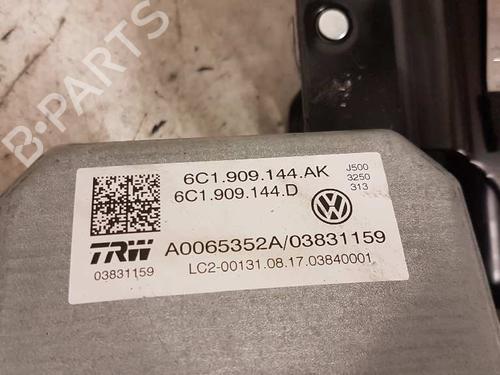 B-PARTS
6C1.909.144.AK
6C1.909.144.D
J500
3250
313
TRW
A0065352A/03831159
03831159
LC2-00131.08.17.03840001